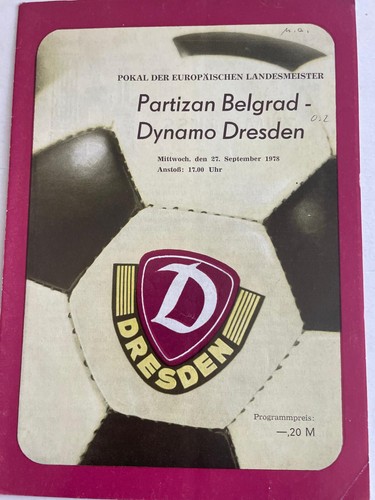 n.a.
POKAL DER EUROPÄISCHEN LANDESMEISTER
Partizan Belgrad -
Dynamo Dresden
Mittwoch, den 27. September 1978
Anstoß: 17.00 Uhr
D
DRESDEN
Programmpreis:
—,20 M